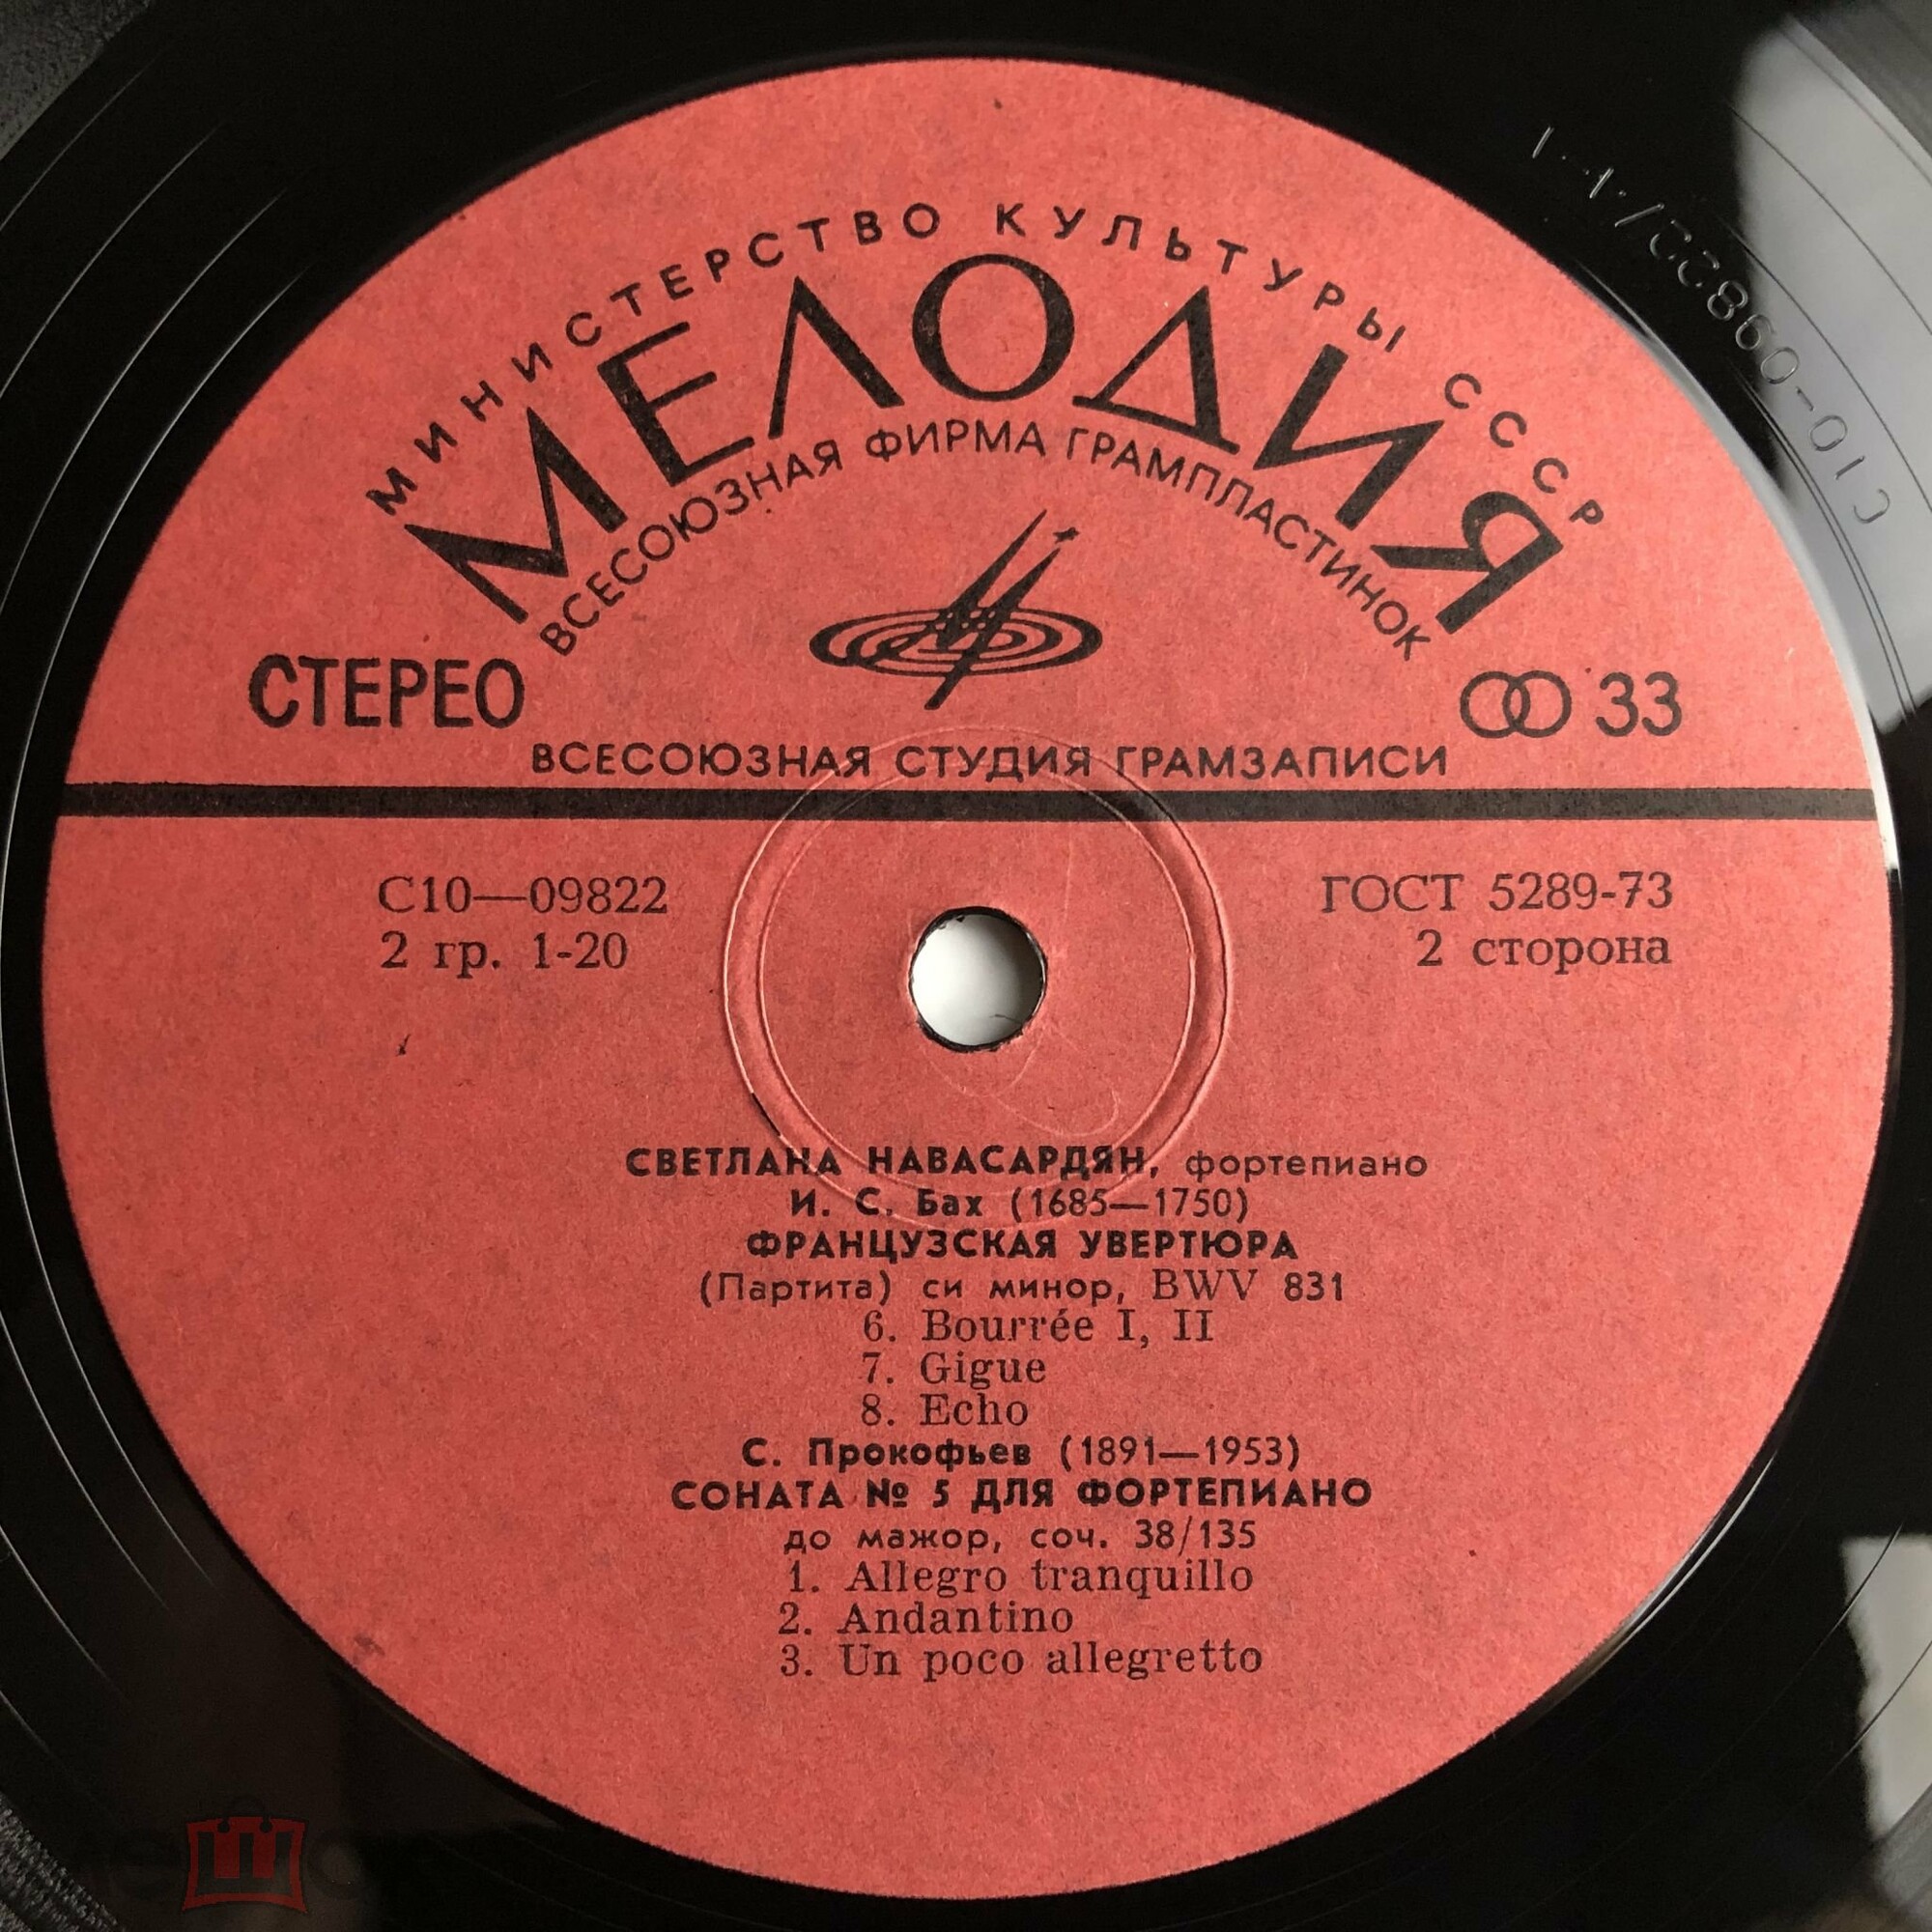 МИНИСТЕРСТВО КУЛЬТУРЫ СССР
МЕЛОДИЯ
ВСЕСОЮЗНАЯ ФИРМА ГРАМПЛАСТИНОК
СТЕРЕО
33
ВСЕСОЮЗНАЯ СТУДИЯ ГРАМЗАПИСИ
С10—09822
ГОСТ 5289-73
2 гр. 1-20
2 сторона
СВЕТЛАНА НАВАСАРДЯН, фортепиано
И. С. Бах (1685—1750)
ФРАНЦУЗСКАЯ УВЕРТЮРА
(Партита) си минор, BWV 831
6. Bourrée I, II
7. Gigue
8. Echo
С. Прокофьев (1891—1953)
СОНАТА № 5 ДЛЯ ФОРТЕПИАНО
до мажор, соч. 38/135
1. Allegro tranquillo
2. Andantino
3. Un poco allegretto